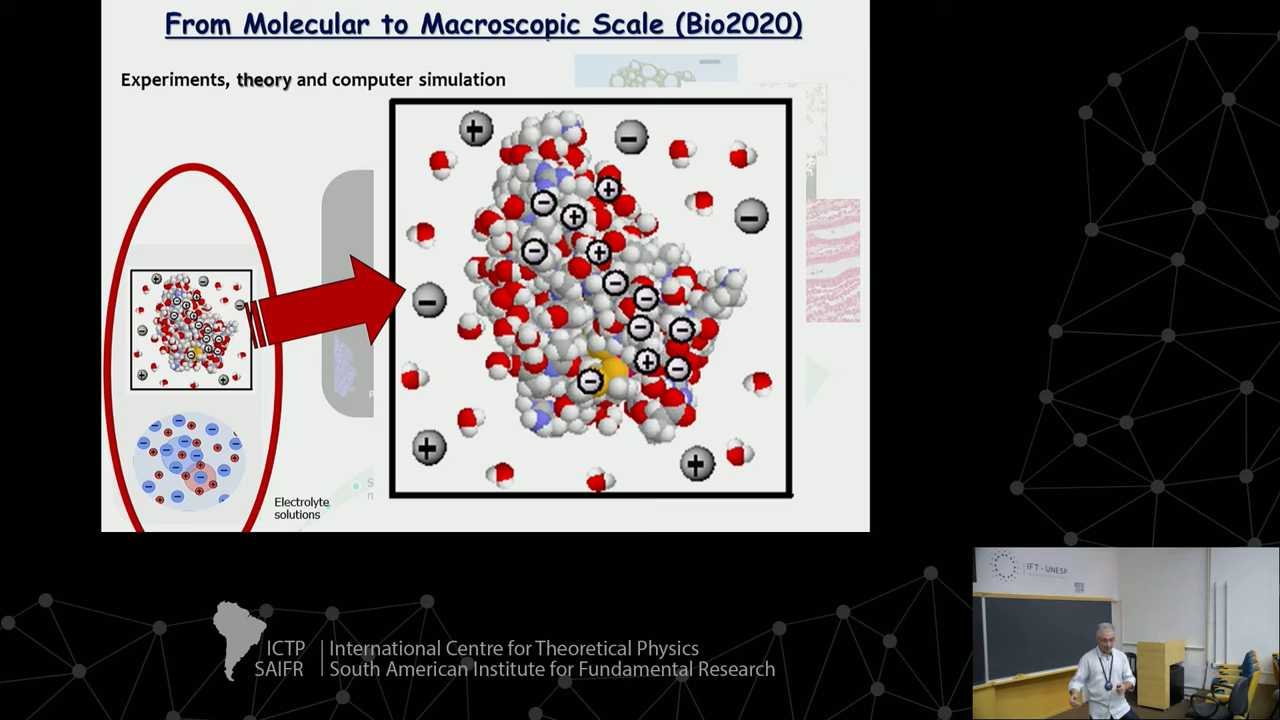 From Molecular to Macroscopic Scale (Bio2020)
Experiments, theory and computer simulation
Electrolyte
solutions
IFT - UNESP
ICTP
SAIFR
International Centre for Theoretical Physics
South American Institute for Fundamental Research